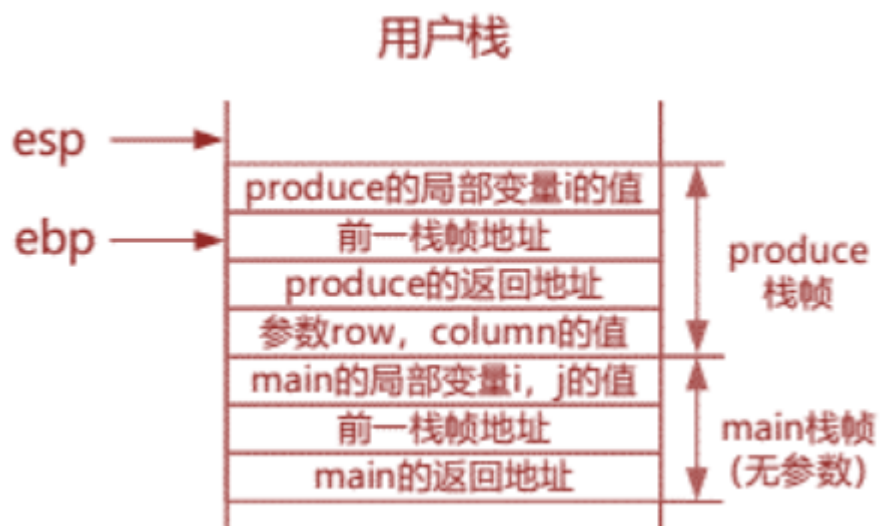 用户栈
esp
produce的局部变量i的值
ebp
前一栈帧地址
produce的返回地址
参数row，column的值
produce
栈帧
main的局部变量i，j的值
前一栈帧地址
main的返回地址
main栈帧
（无参数）